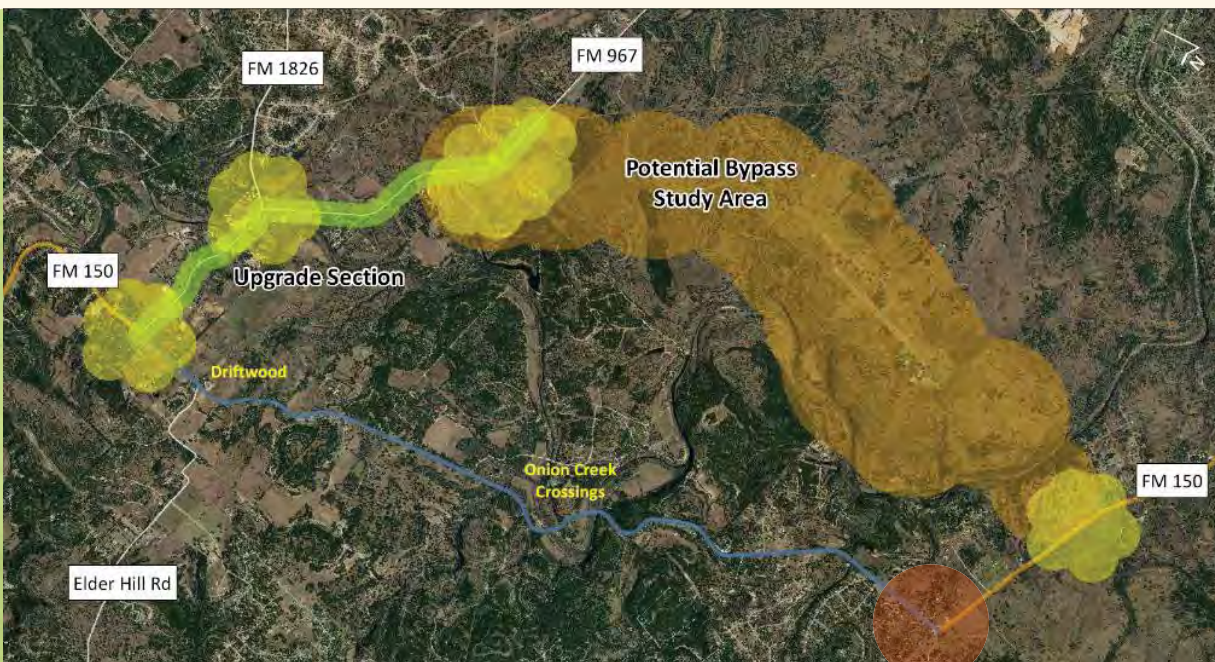 FM 967
FM 1826
Potential Bypass
Study Area
FM 150
Upgrade Section
Driftwood
Onion Creek
Crossings
FM 150
Elder Hill Rd
N